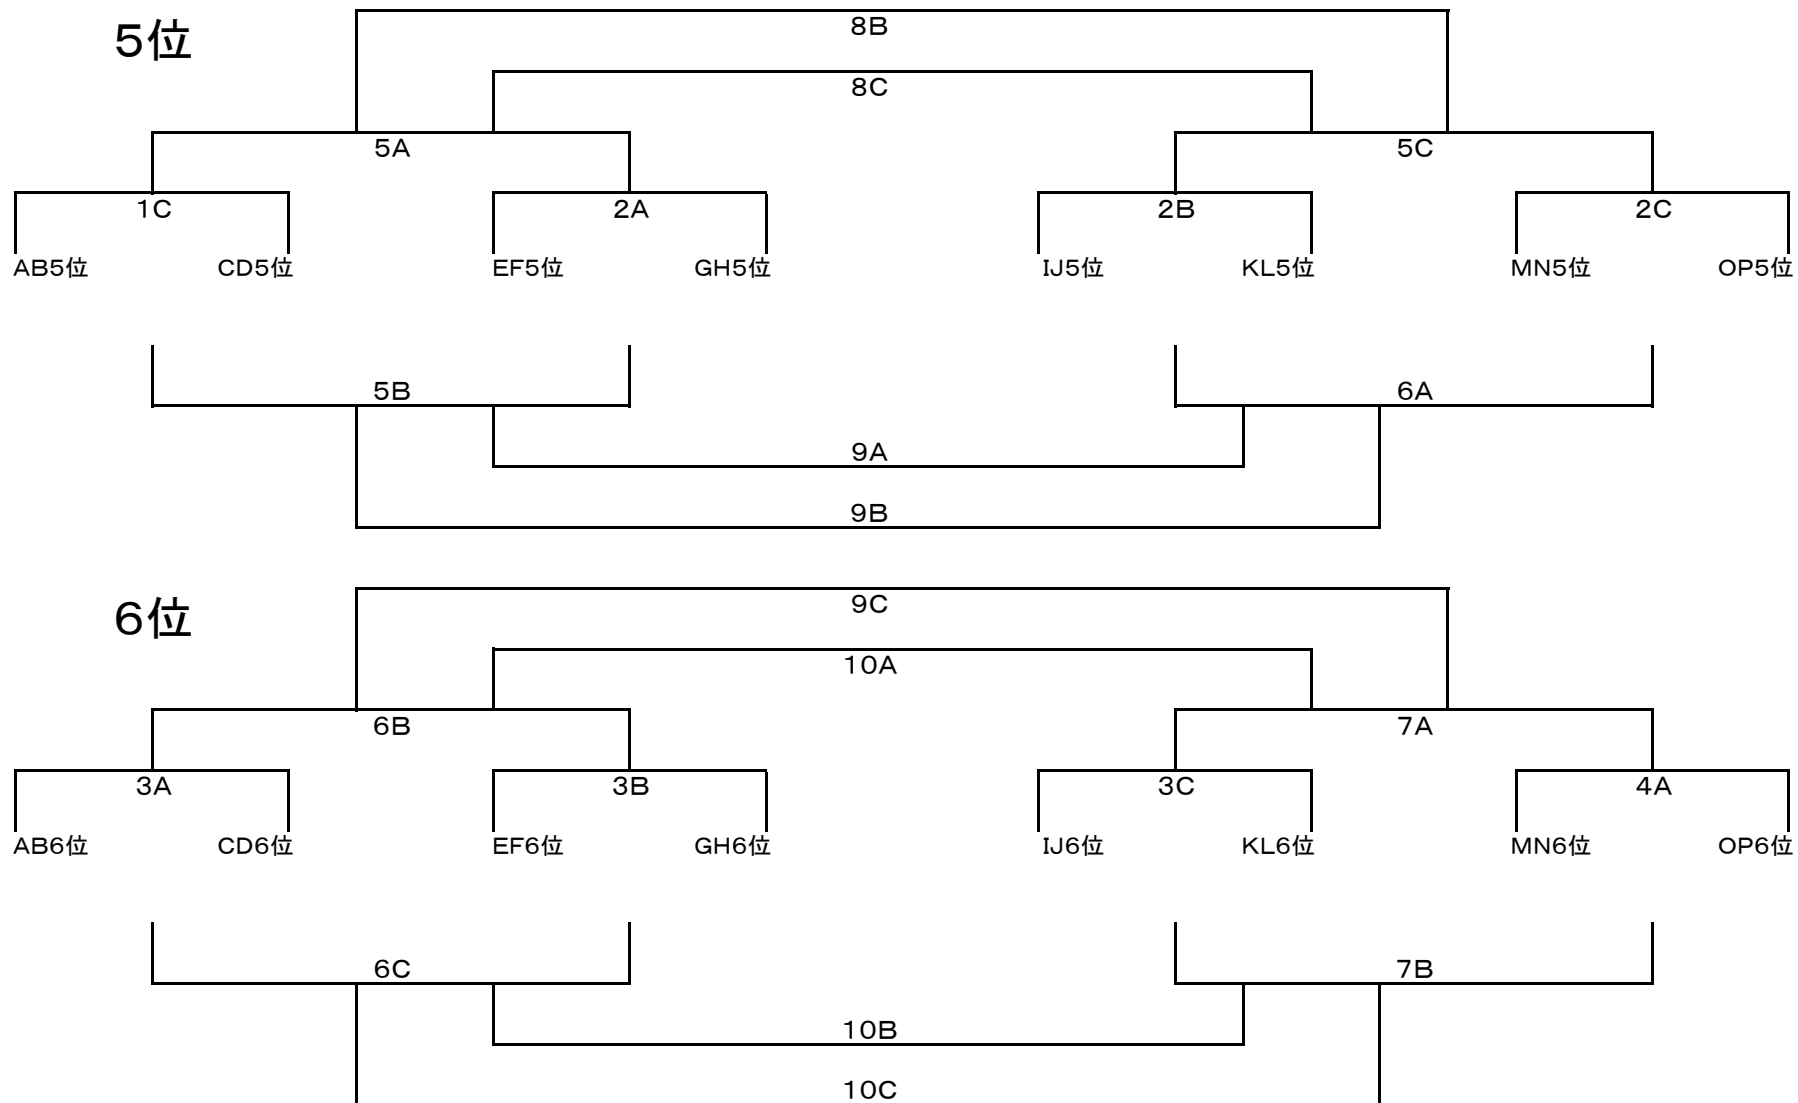 5位
8B
8C
5A
5C
1C
2A
2B
2C
AB5位 CD5位 EF5位 GH5位 IJ5位 KL5位 MN5位 OP5位
5B
6A
9A
9B
6位
9C
10A
6B
7A
3A
3B
3C
4A
AB6位 CD6位 EF6位 GH6位 IJ6位 KL6位 MN6位 OP6位
6C
7B
10B
10C